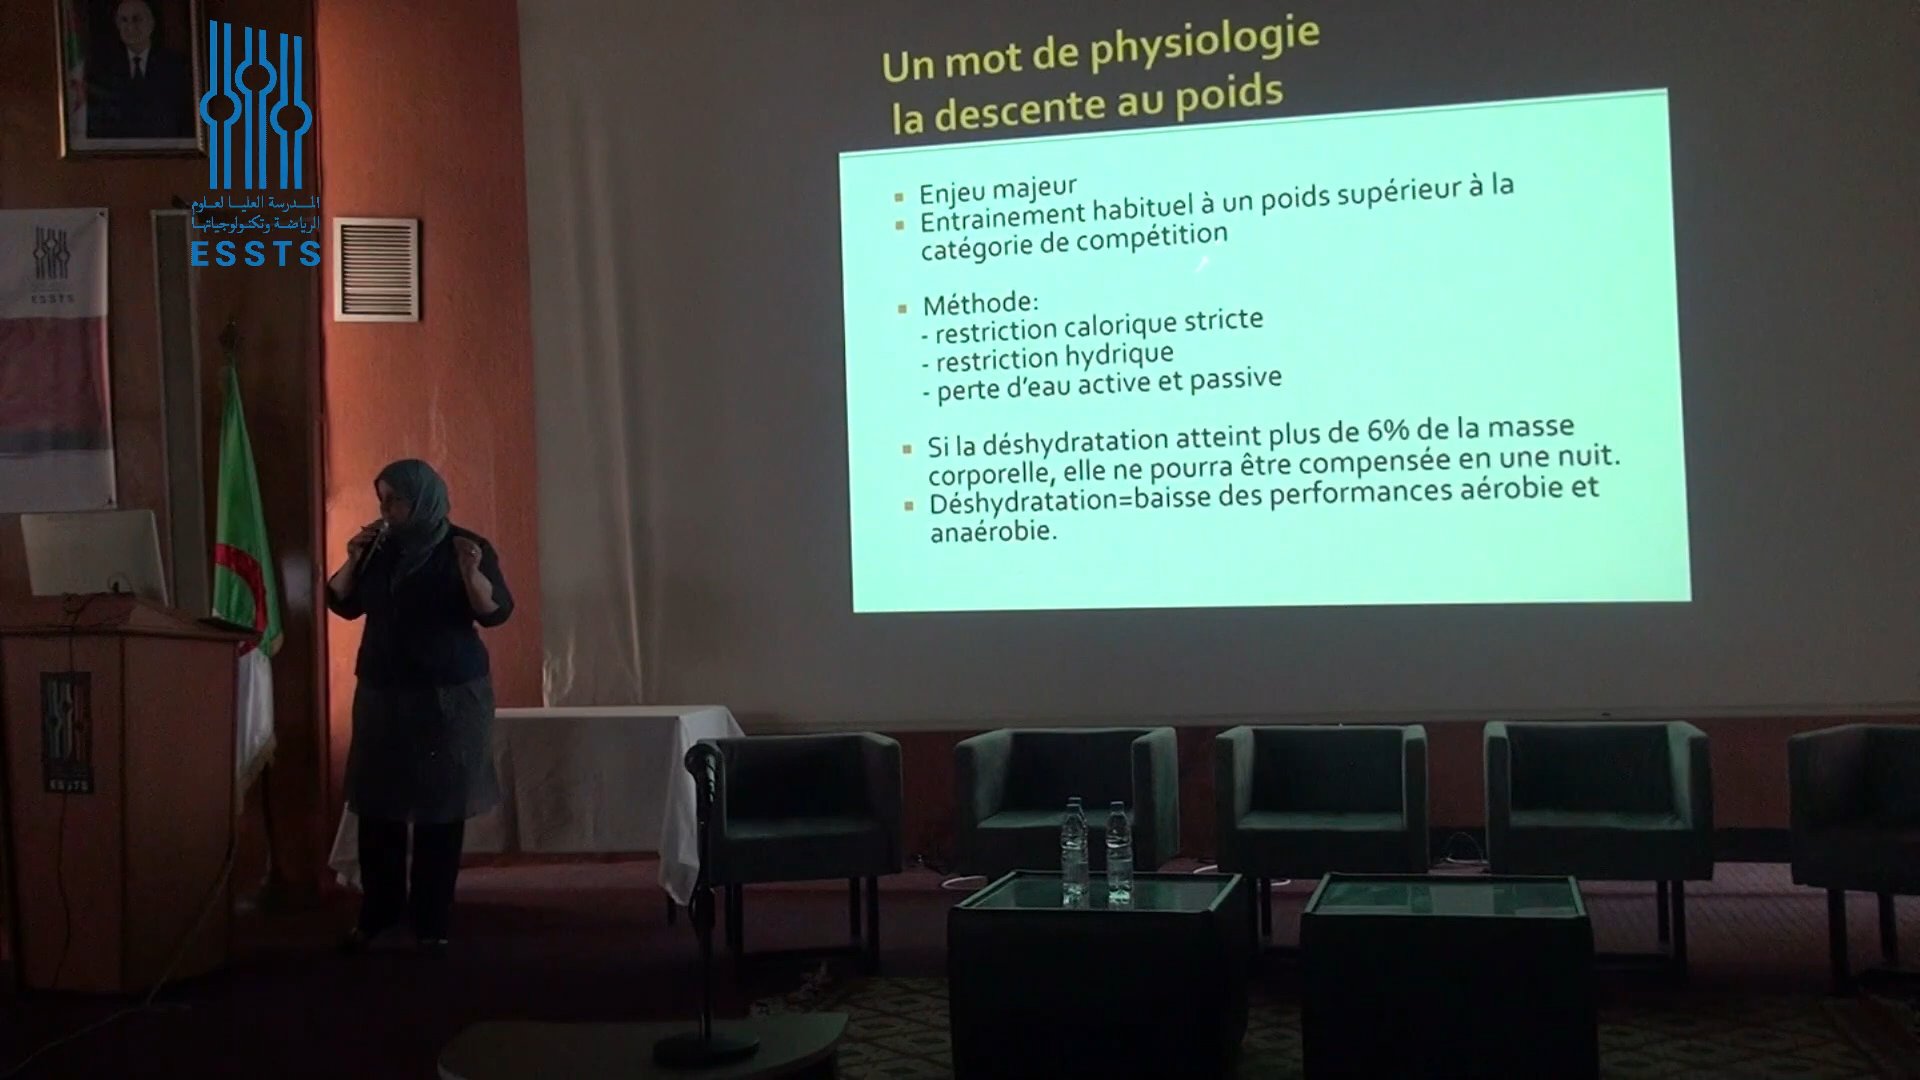 المدرسة العليا لعلوم
الرياضة وتكنولوجياتها
ESSTS
ESSTS
Un mot de physiologie
la descente au poids
▪ Enjeu majeur
▪ Entrainement habituel à un poids supérieur à la
catégorie de compétition
▪ Méthode:
- restriction calorique stricte
- restriction hydrique
- perte d'eau active et passive
▪ Si la déshydratation atteint plus de 6% de la masse
corporelle, elle ne pourra être compensée en une nuit.
▪ Déshydratation=baisse des performances aérobie et
anaérobie.
ESSTS